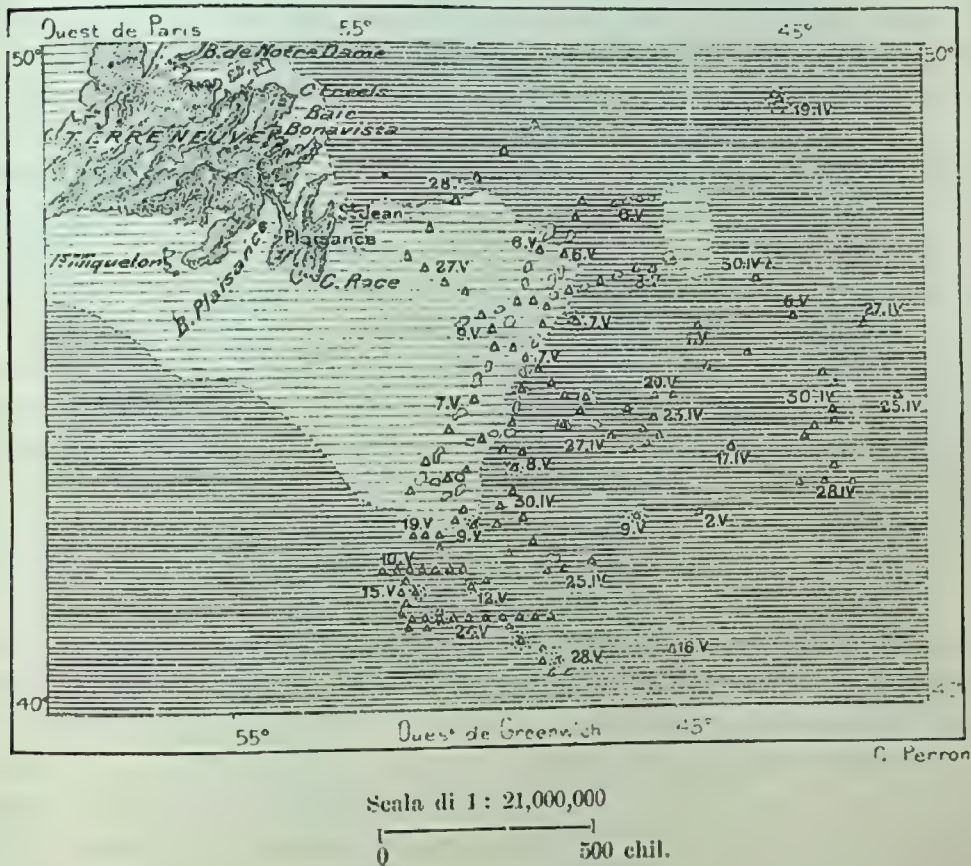 Ouest de Paris 55° 45°
50° 50°
B. de Notre Dame
C. Freels
19.IV
Baie
TERRE NEUVE
Bonavista
28.
St Jean
6.V
Plaisance
6.V
6.V
Miquelon
27.V
8.V
30.IV
C. Race
B. Plaisance
6.V
27.IV
9.V
7.V
7.V
20.V
30.IV
25.IV
7.V
23.IV
27.IV
17.IV
8.V
28.IV
30.IV
19.V
9.V
9.V
2.V
10.V
25.IV
15.V
12.V
26.V
28.V
16.V
40°
55° Ouest de Greenwich 45°
C. Perron
Scala di 1 : 21,000,000
0 500 chil.